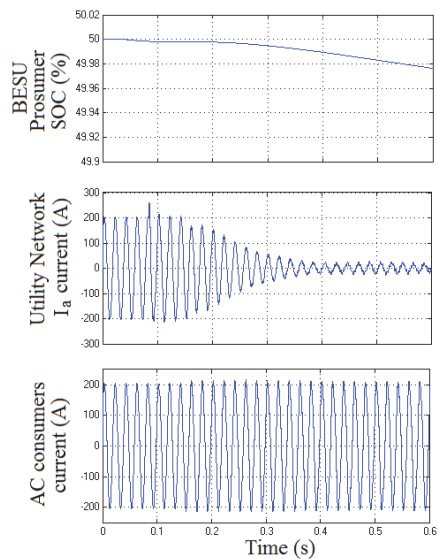 BESU
Prosumer
SOC (%)
50.02
50
49.98
49.96
49.94
49.92
49.9
Utility Network
Ia current (A)
300
200
100
0
-100
-200
-300
AC consumers
current (A)
200
100
0
-100
-200
0 0.1 0.2 0.3 0.4 0.5 0.6
Time (s)